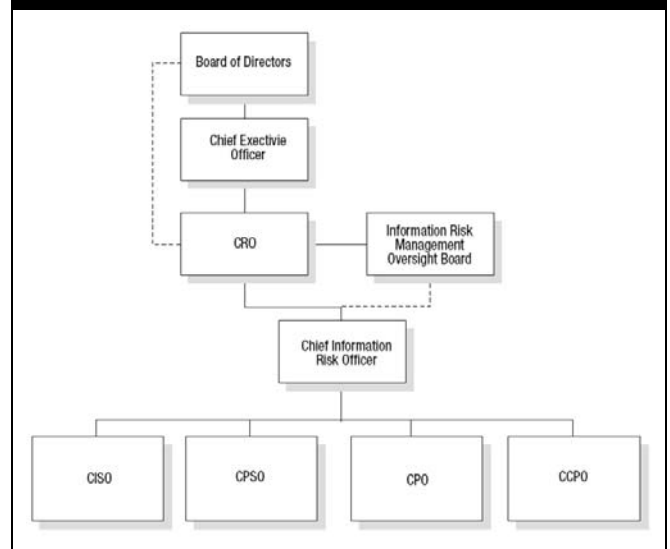 Board of Directors
Chief Exectivie
Officer
CRO
Information Risk
Management
Oversight Board
Chief Information
Risk Officer
CISO
CPSO
CPO
CCPO